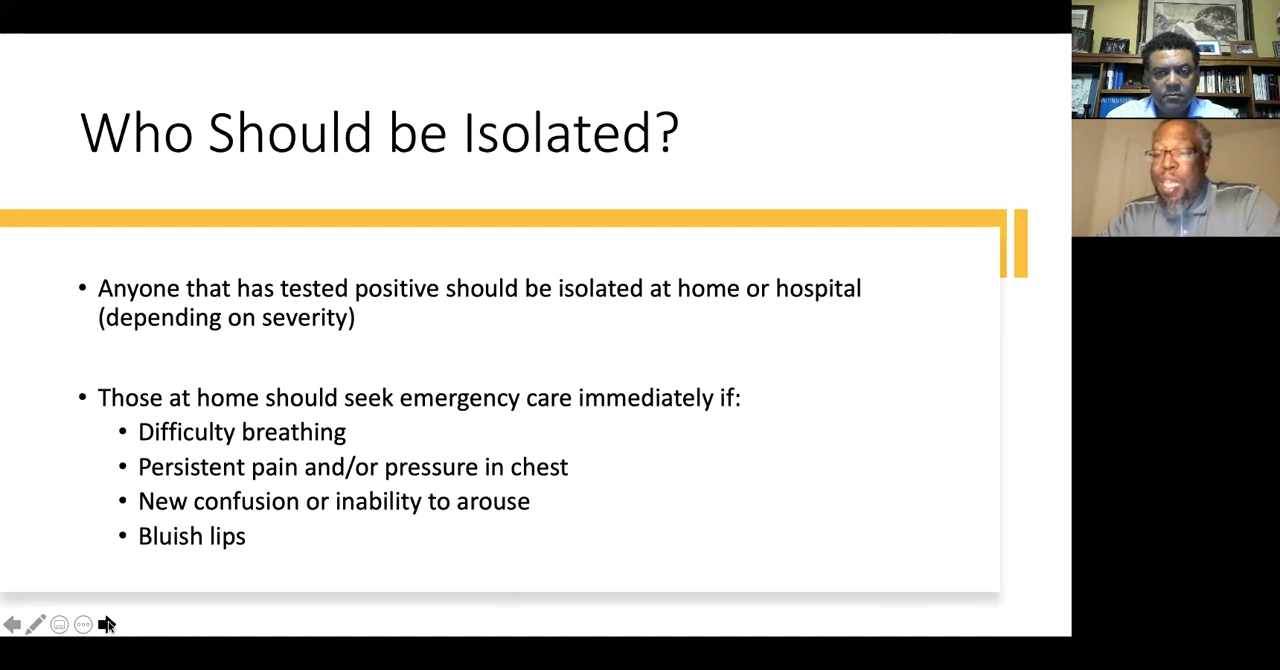 Who Should be Isolated?
• Anyone that has tested positive should be isolated at home or hospital
(depending on severity)
• Those at home should seek emergency care immediately if:
• Difficulty breathing
• Persistent pain and/or pressure in chest
• New confusion or inability to arouse
• Bluish lips